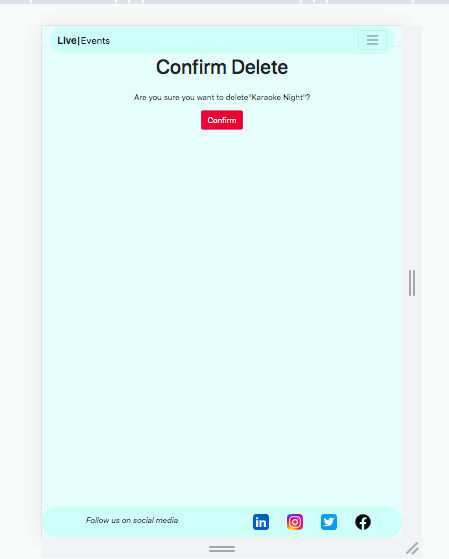 Live|Events
Confirm Delete
Are you sure you want to delete"Karaoke Night"?
Confirm
Follow us on social media
in